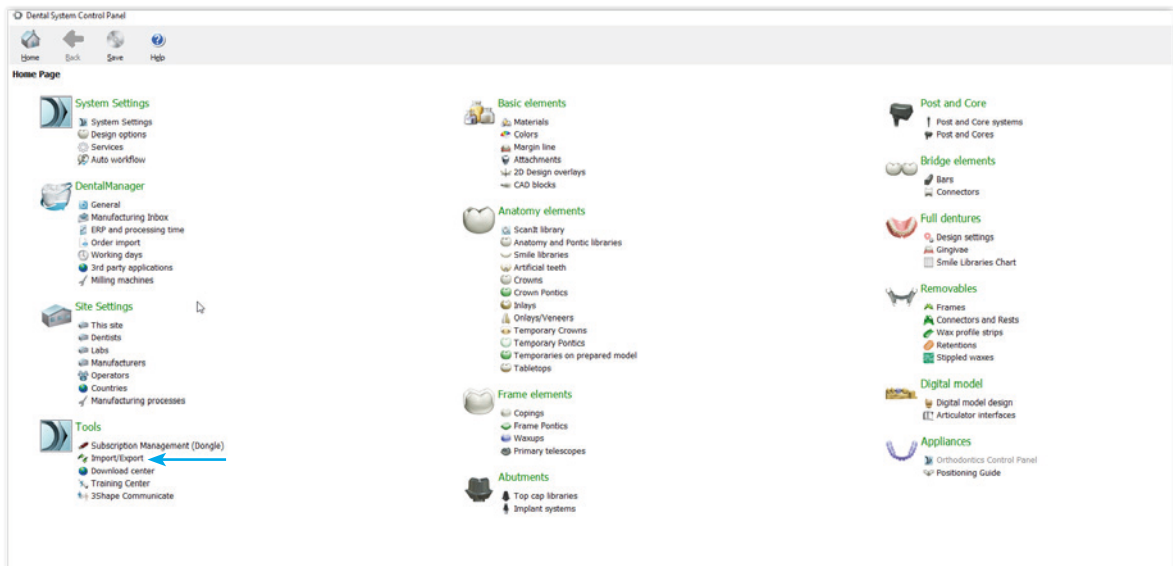 Dental System Control Panel
Home
Back
Save
Help
Home Page
System Settings
System Settings
Design options
Services
Auto workflow
DentalManager
General
Manufacturing Inbox
ERP and processing time
Order import
Working days
3rd party applications
Milling machines
Site Settings
This site
Dentists
Labs
Manufacturers
Operators
Countries
Manufacturing processes
Tools
Subscription Management (Dongle)
Import/Export
Download center
Training Center
3Shape Communicate
Basic elements
Materials
Colors
Margin line
Attachments
2D Design overlays
CAD blocks
Anatomy elements
ScanIt library
Anatomy and Pontic libraries
Smile libraries
Artificial teeth
Crowns
Crown Pontics
Inlays
Onlays/Veneers
Temporary Crowns
Temporary Pontics
Temporaries on prepared model
Tabletops
Frame elements
Copings
Frame Pontics
Waxups
Primary telescopes
Abutments
Top cap libraries
Implant systems
Post and Core
Post and Core systems
Post and Cores
Bridge elements
Bars
Connectors
Full dentures
Design settings
Gingivae
Smile Libraries Chart
Removables
Frames
Connectors and Rests
Wax profile strips
Retentions
Stippled waxes
Digital model
Digital model design
Articulator interfaces
Appliances
Orthodontics Control Panel
Positioning Guide